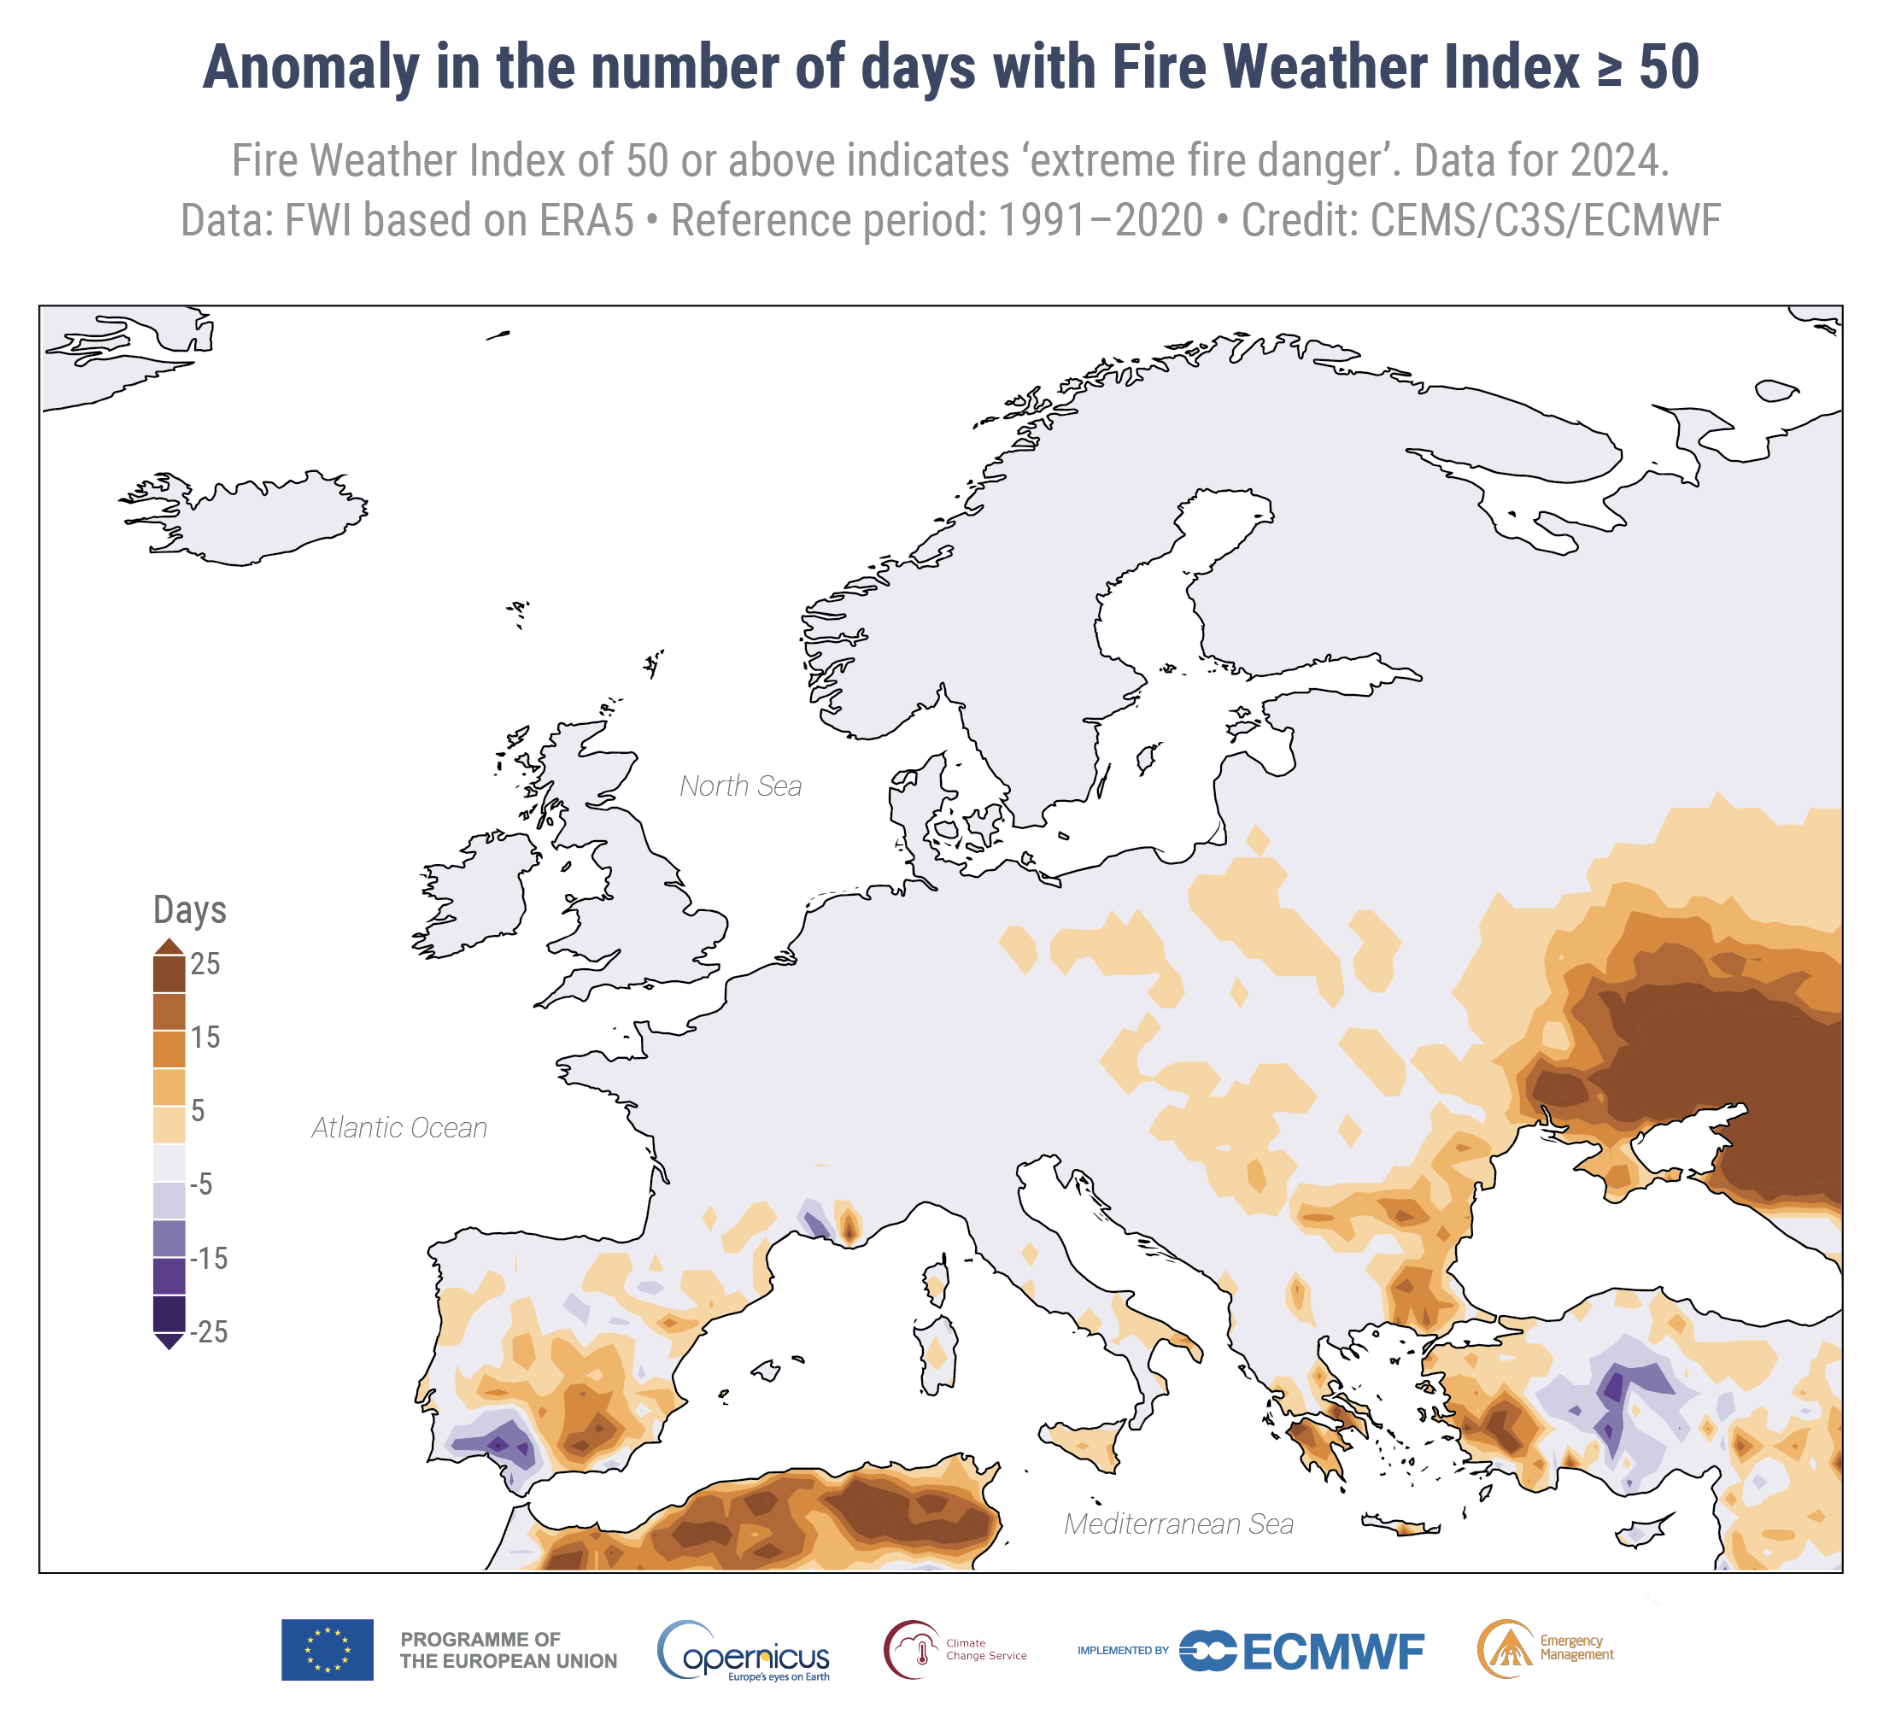 Anomaly in the number of days with Fire Weather Index ≥ 50
Fire Weather Index of 50 or above indicates ‘extreme fire danger’. Data for 2024.
Data: FWI based on ERA5 • Reference period: 1991–2020 • Credit: CEMS/C3S/ECMWF
North Sea
Days
25
15
5
-5
-15
-25
Atlantic Ocean
Mediterranean Sea
PROGRAMME OF
THE EUROPEAN UNION
Copernicus
Europe's eyes on Earth
Climate
Change Service
IMPLEMENTED BY
ECMWF
Emergency
Management